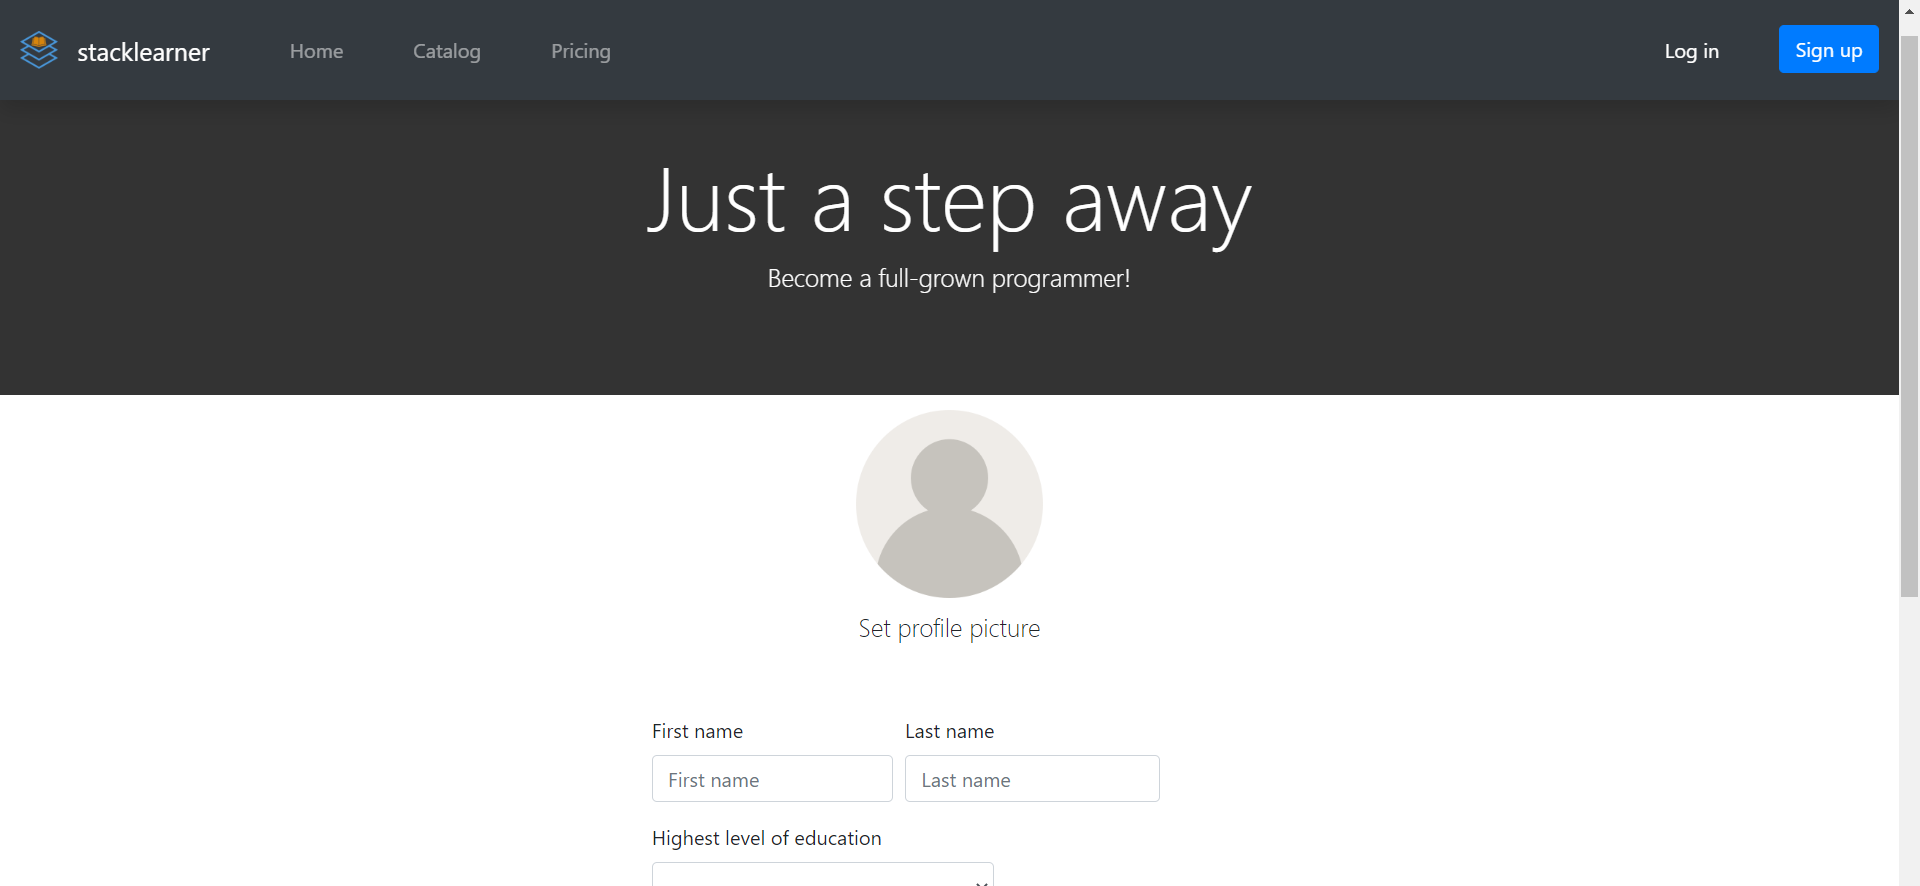 stacklearner Home Catalog Pricing Log in Sign up
Just a step away
Become a full-grown programmer!
Set profile picture
First name Last name
First name Last name
Highest level of education